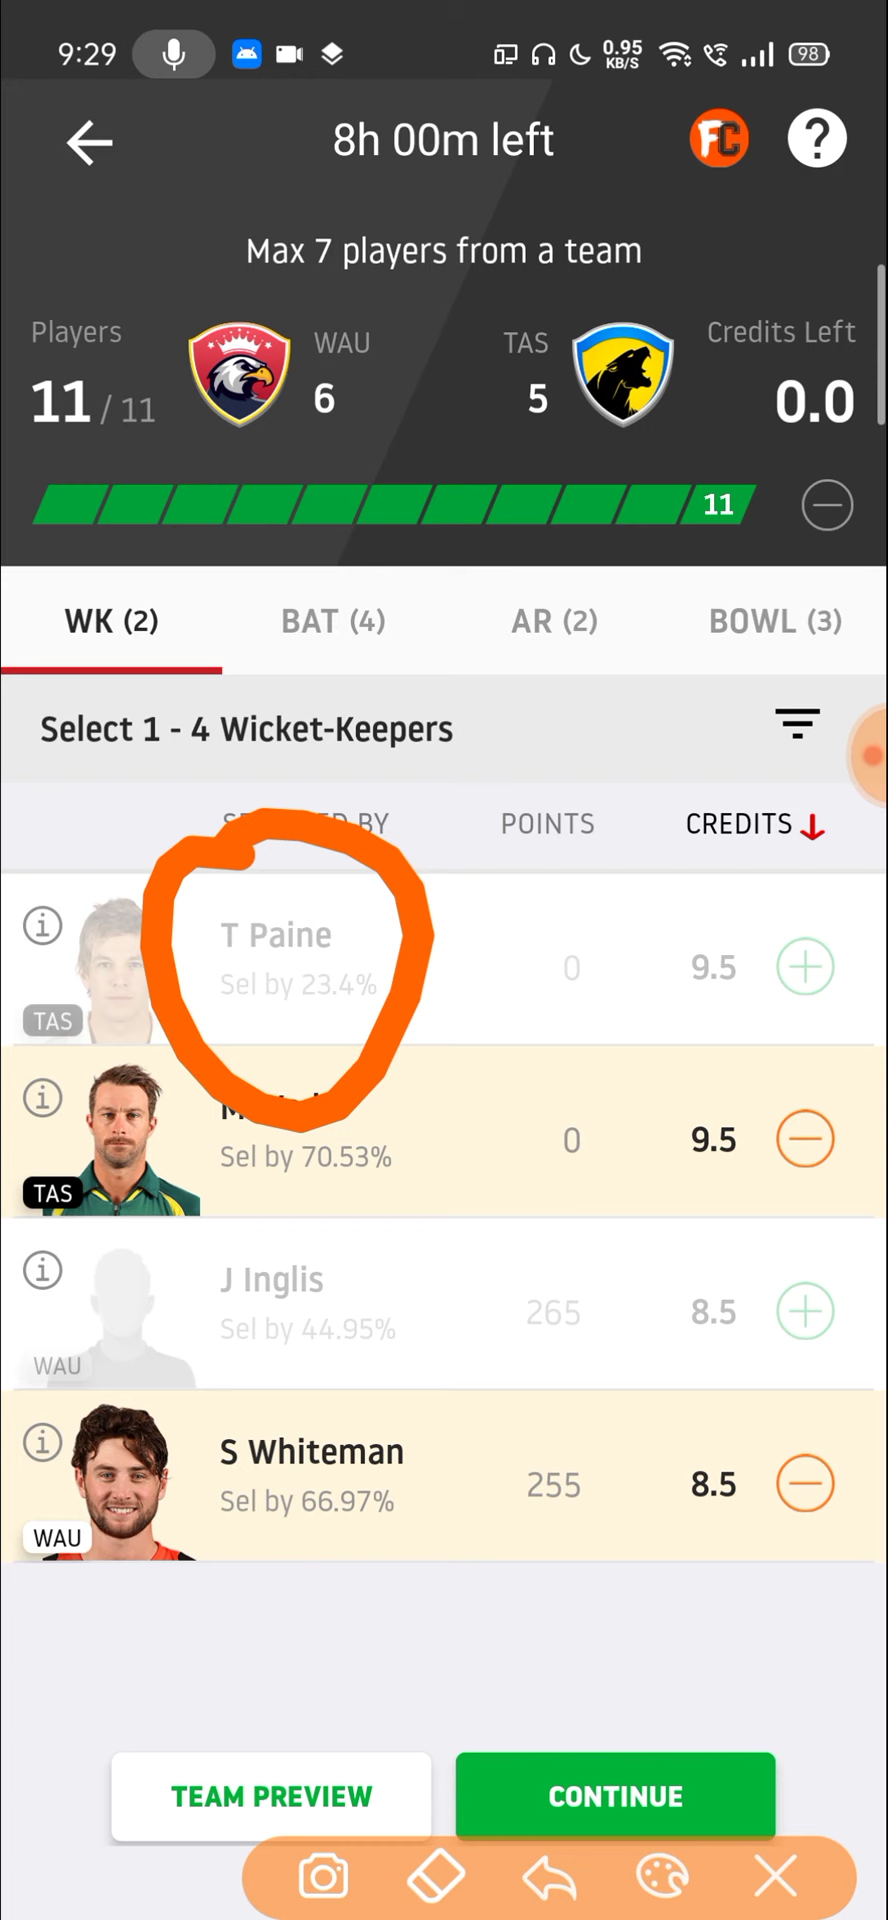 9:29
0.95
KB/S
98
8h 00m left
FC
?
Max 7 players from a team
Players
WAU
TAS
Credits Left
11 / 11
6
5
0.0
11
WK (2)
BAT (4)
AR (2)
BOWL (3)
Select 1 - 4 Wicket-Keepers
BY
POINTS
CREDITS
T Paine
Sel by 23.4%
0
9.5
TAS
Sel by 70.53%
0
9.5
TAS
J Inglis
Sel by 44.95%
265
8.5
WAU
S Whiteman
Sel by 66.97%
255
8.5
WAU
TEAM PREVIEW
CONTINUE